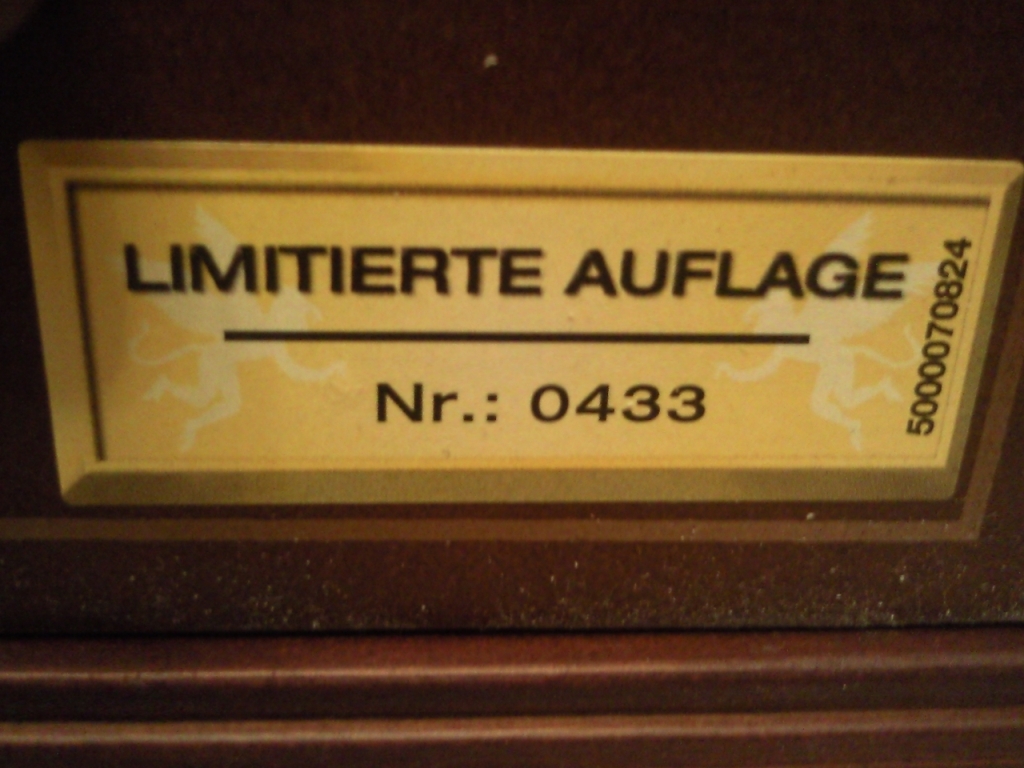 LIMITIERTE AUFLAGE
Nr.: 0433
5000070824